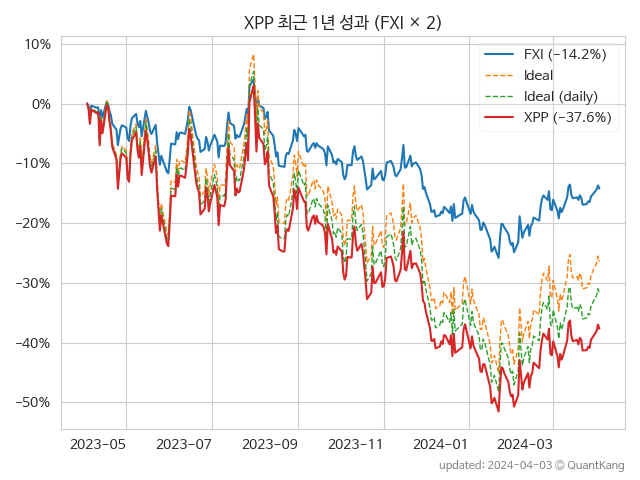 XPP 최근 1년 성과 (FXI × 2)
10%
0%
−10%
−20%
−30%
−40%
−50%
FXI (−14.2%)
Ideal
Ideal (daily)
XPP (−37.6%)
2023-05 2023-07 2023-09 2023-11 2024-01 2024-03
updated: 2024-04-03 © QuantKang